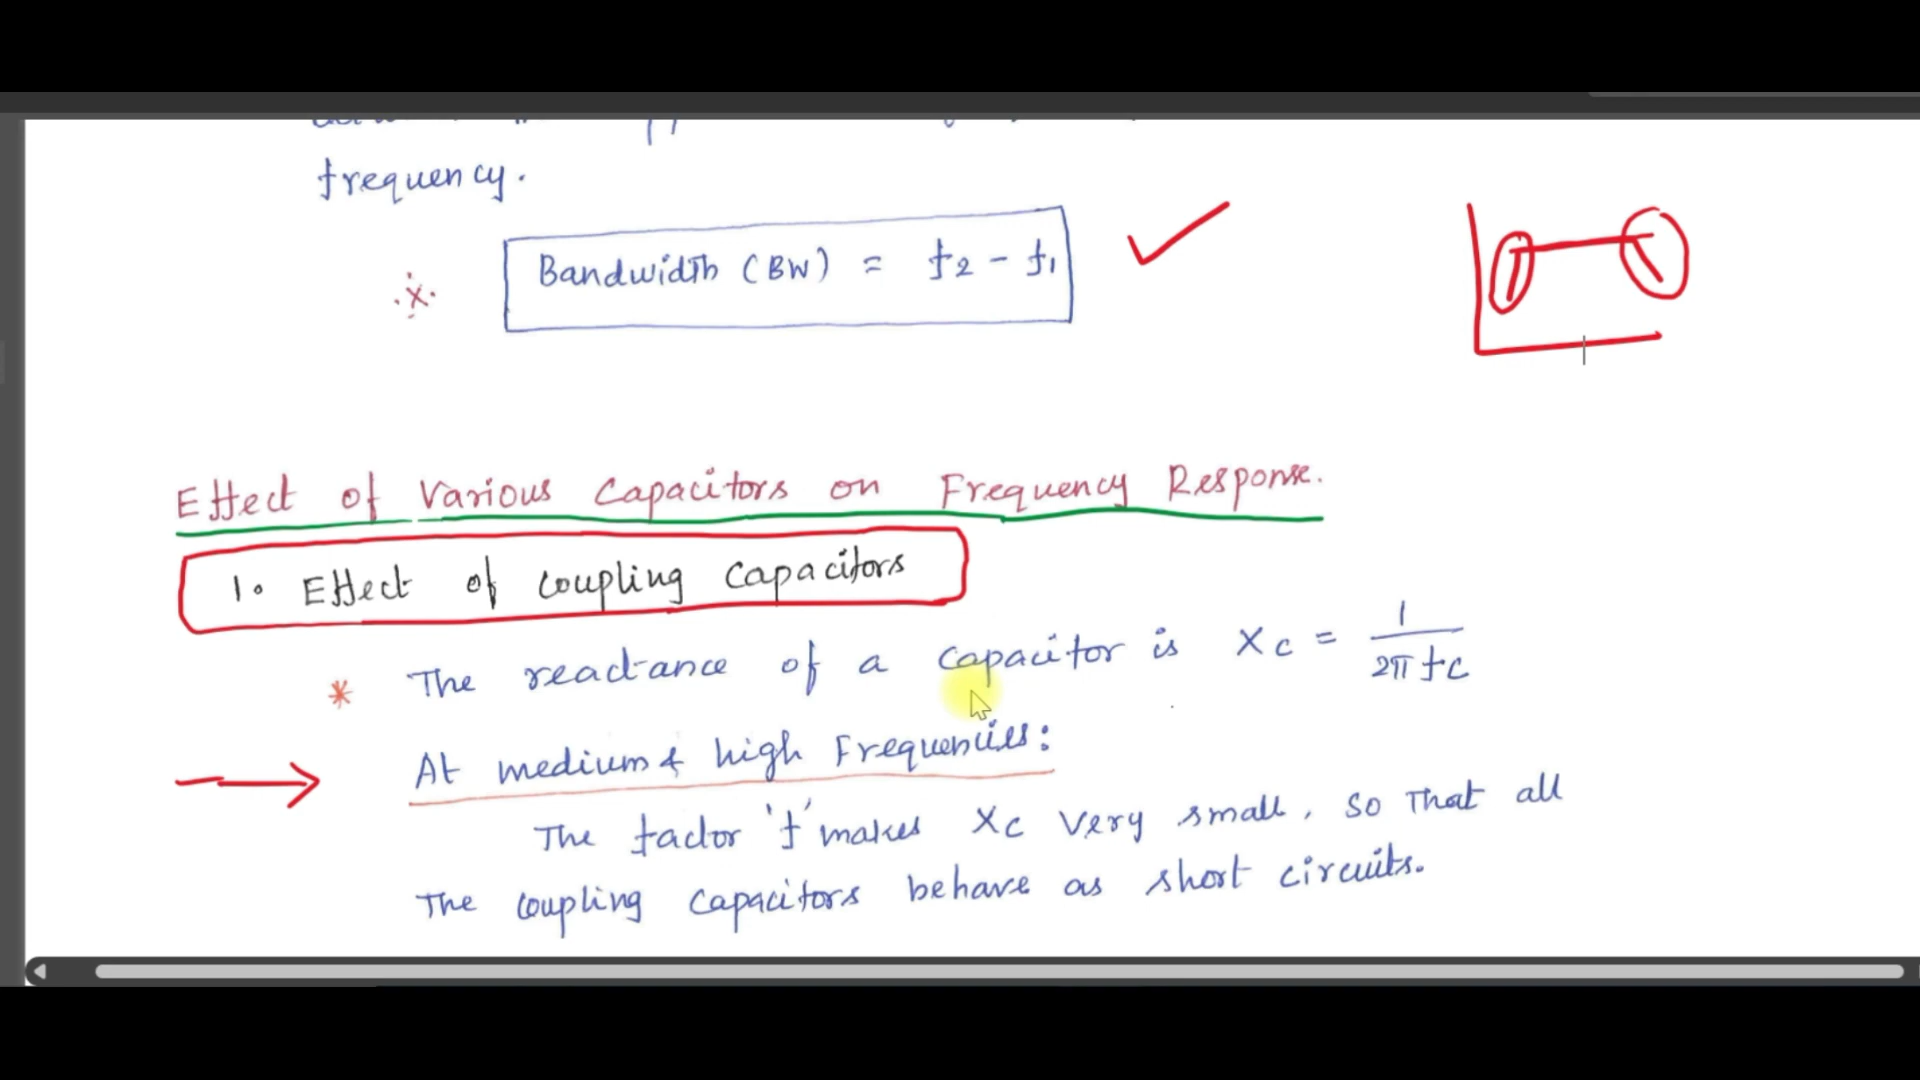 frequency.
Bandwidth (BW) = f2 - f1
Effect of Various Capacitors on Frequency Response.
1. Effect of Coupling Capacitors
* The reactance of a capacitor is Xc = 1/2π fc
At medium & high Frequencies:
The factor 'f' makes Xc very small, so that all
The coupling capacitors behave as short circuits.